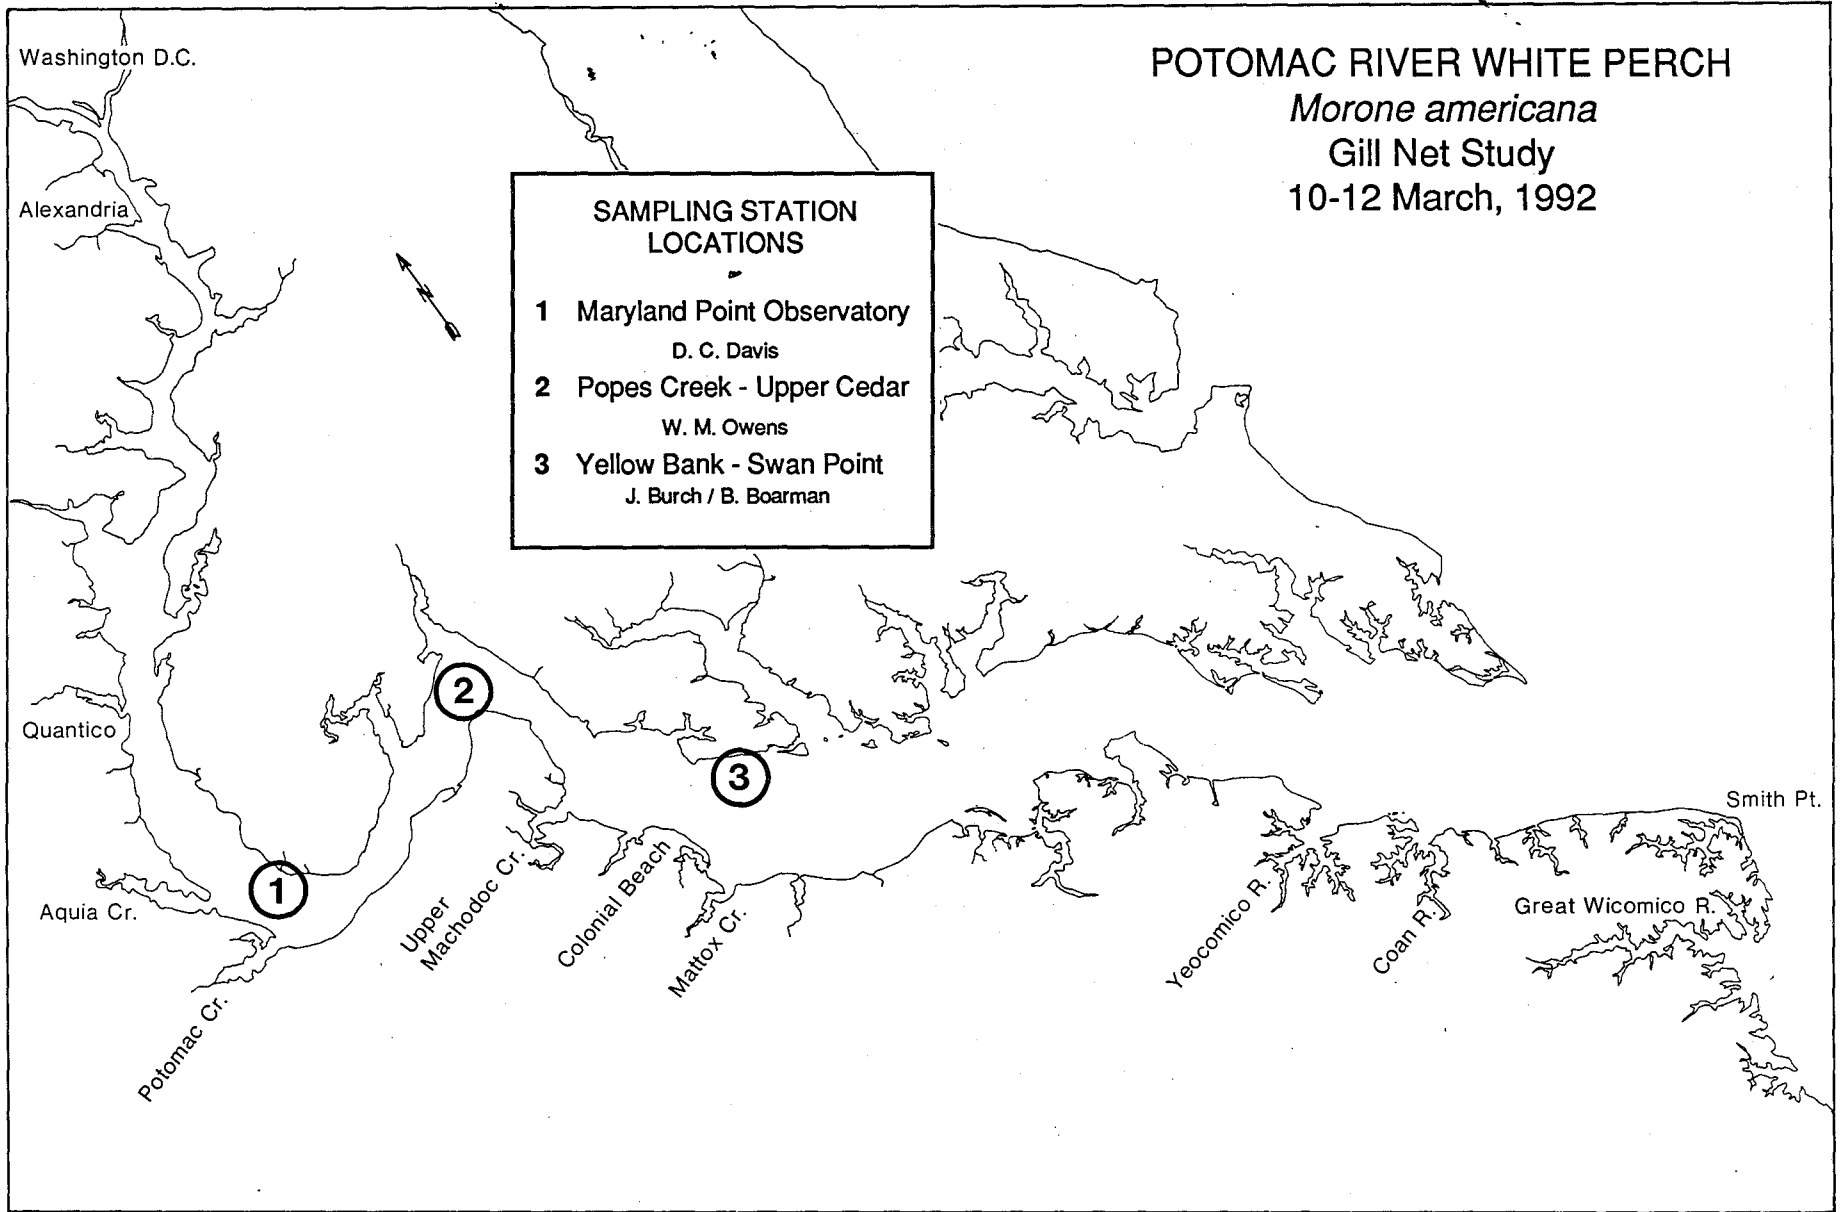 POTOMAC RIVER WHITE PERCH
Morone americana
Gill Net Study
10-12 March, 1992
Washington D.C.
Alexandria
N
SAMPLING STATION
LOCATIONS
1 Maryland Point Observatory
D. C. Davis
2 Popes Creek - Upper Cedar
W. M. Owens
3 Yellow Bank - Swan Point
J. Burch / B. Boarman
2
Quantico
3
Smith Pt.
1
Aquia Cr.
Upper
Machodoc Cr.
Colonial Beach
Mattox Cr.
Yeocomico R.
Coan R.
Great Wicomico R.
Potomac Cr.